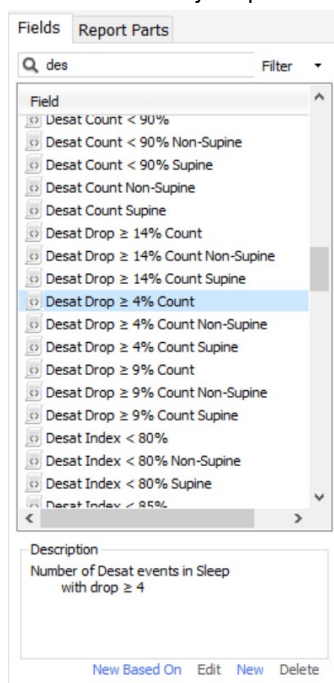 Fields Report Parts
des Filter
Field
Desat Count < 90%
Desat Count < 90% Non-Supine
Desat Count < 90% Supine
Desat Count Non-Supine
Desat Count Supine
Desat Drop ≥ 14% Count
Desat Drop ≥ 14% Count Non-Supine
Desat Drop ≥ 14% Count Supine
Desat Drop ≥ 4% Count
Desat Drop ≥ 4% Count Non-Supine
Desat Drop ≥ 4% Count Supine
Desat Drop ≥ 9% Count
Desat Drop ≥ 9% Count Non-Supine
Desat Drop ≥ 9% Count Supine
Desat Index < 80%
Desat Index < 80% Non-Supine
Desat Index < 80% Supine
Desat Index < 85%
Description
Number of Desat events in Sleep
with drop ≥ 4
New Based On Edit New Delete